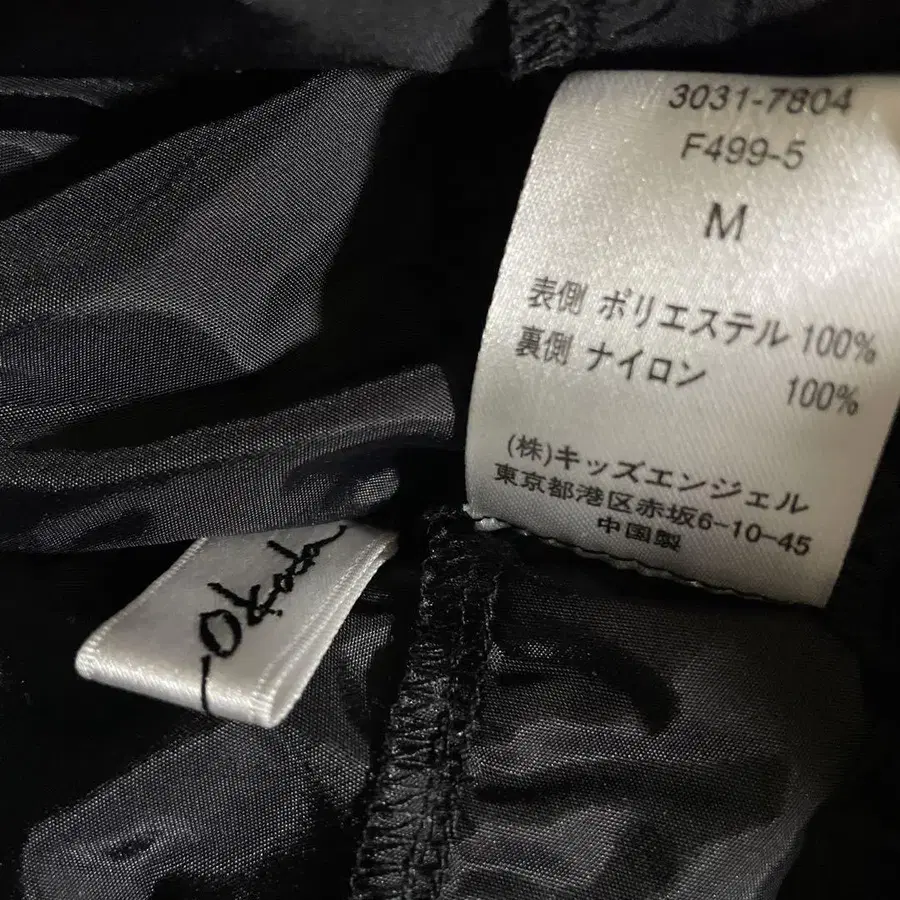 3031-7804
F499-5
M
表側 ポリエステル 100%
裏側 ナイロン 100%
(株)キッズエンジェル
東京都港区赤坂6-10-45
中国製